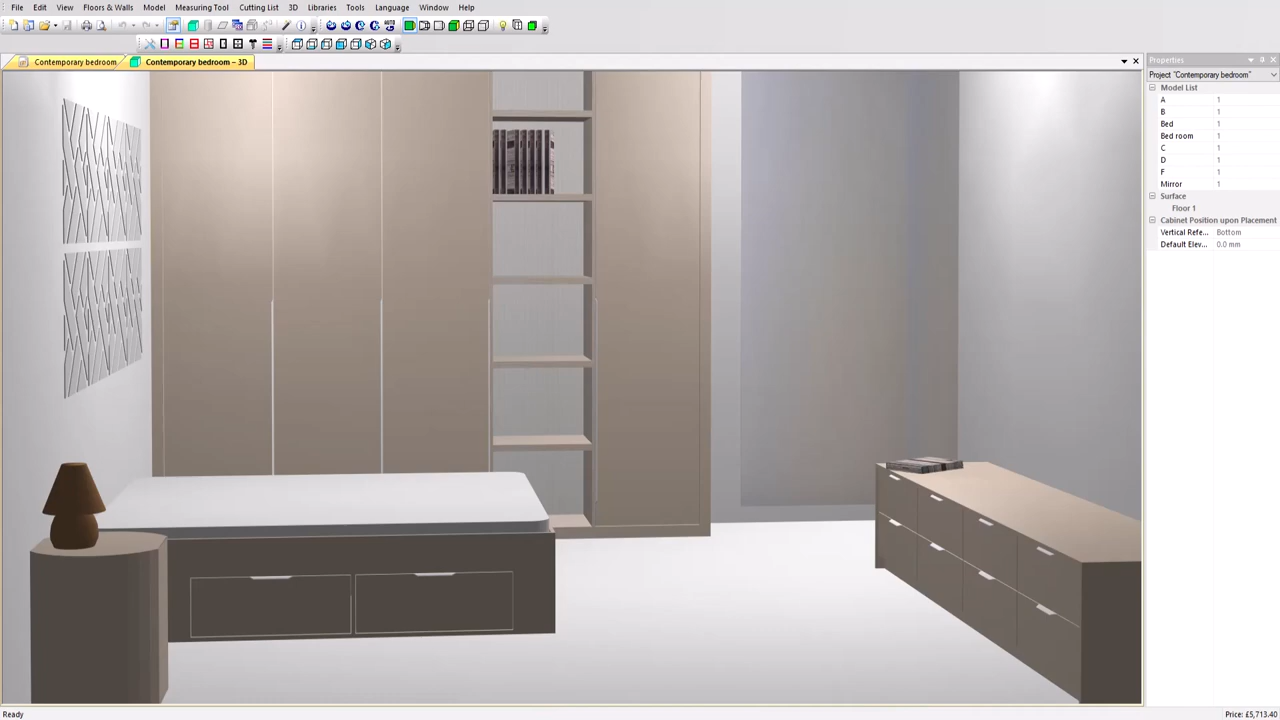 File Edit View Floors & Walls Model Measuring Tool Cutting List 3D Libraries Tools Language Window Help
AUTO
Contemporary bedroom
Contemporary bedroom – 3D
Properties
Project "Contemporary bedroom"
Model List
A 1
B 1
Bed 1
Bed room 1
C 1
D 1
F 1
Mirror 1
Surface
Floor 1
Cabinet Position upon Placement
Vertical Refe... Bottom
Default Elev... 0.0 mm
Ready
Price: £5,713.40